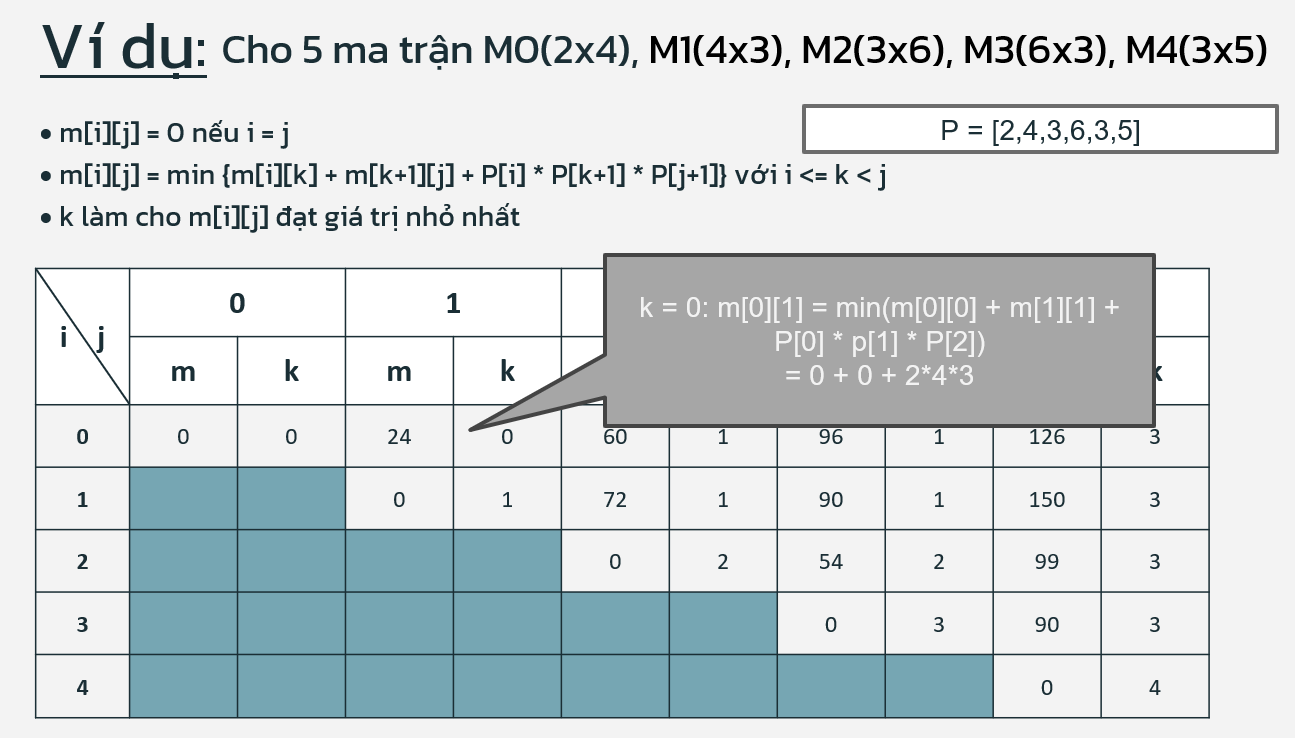 Ví dụ: Cho 5 ma trận M0(2x4), M1(4x3), M2(3x6), M3(6x3), M4(3x5)
• m[i][j] = 0 nếu i = j
P = [2,4,3,6,3,5]
• m[i][j] = min {m[i][k] + m[k+1][j] + P[i] * P[k+1] * P[j+1]} với i <= k < j
• k làm cho m[i][j] đạt giá trị nhỏ nhất
k = 0: m[0][1] = min(m[0][0] + m[1][1] +
P[0] * p[1] * P[2])
= 0 + 0 + 2*4*3
i j 0 1
m k m k k
0 0 0 24 0 60 1 96 1 126 3
1 0 1 72 1 90 1 150 3
2 0 2 54 2 99 3
3 0 3 90 3
4 0 4